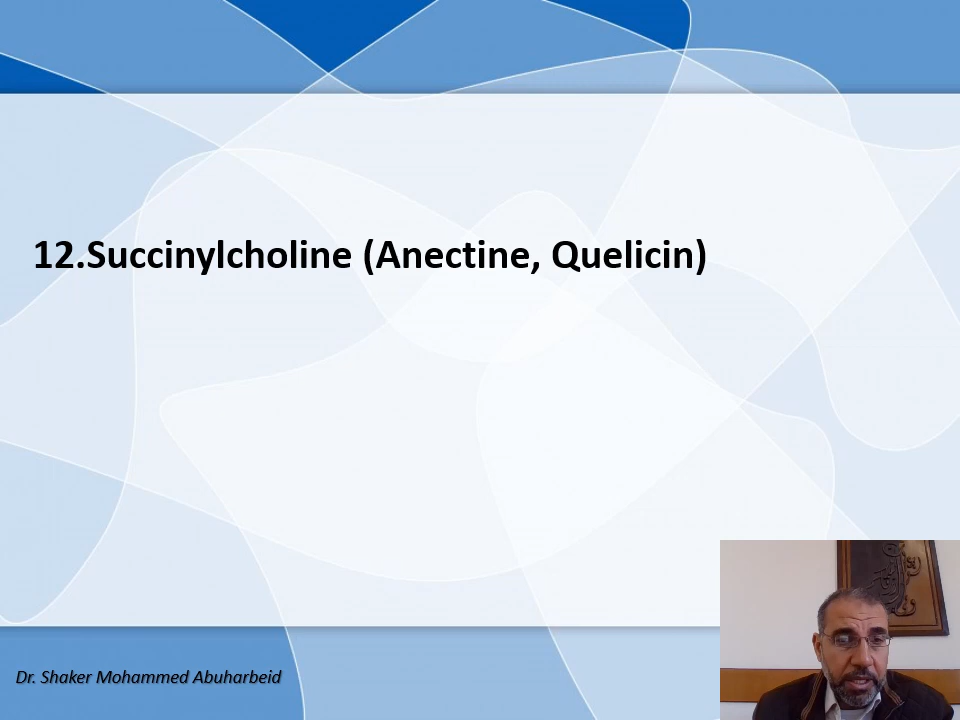 12.Succinylcholine (Anectine, Quelicin)
Dr. Shaker Mohammed Abuharbeid